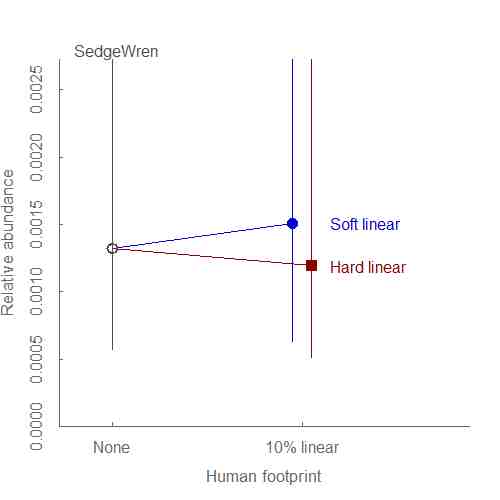 SedgeWren
0.0025
0.0020
0.0015
0.0010
0.0005
0.0000
Relative abundance
Soft linear
Hard linear
None
10% linear
Human footprint